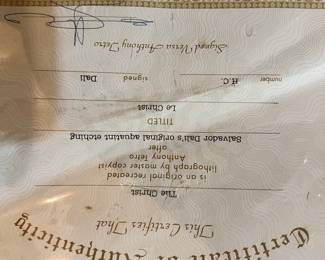 Certificate of Authenticity
This Certifies That
The Christ
is an original recreated
lithograph by master copyist
Anthony Tetro
after
Salvador Dali's original aquatint etching
TITLED
Le Christ
number H.C. signed Dali
Signed Versa Anthony Tetro